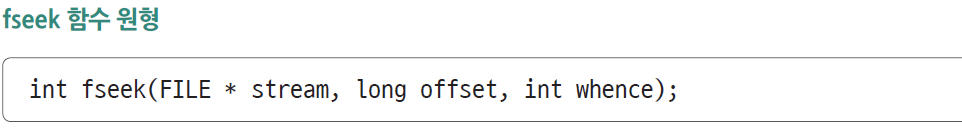 fseek 함수 원형
int fseek(FILE * stream, long offset, int whence);